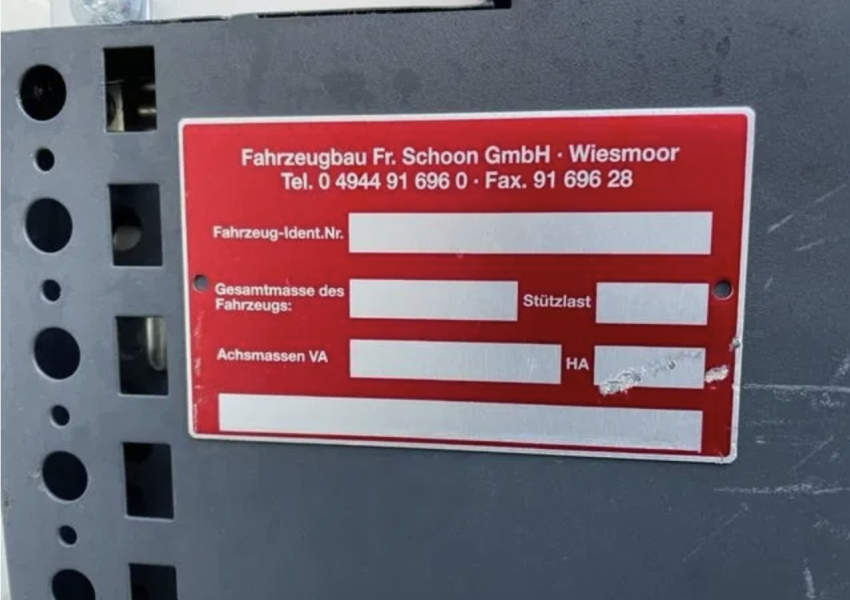 Fahrzeugbau Fr. Schoon GmbH · Wiesmoor
Tel. 0 4944 91 696 0 · Fax. 91 696 28
Fahrzeug-Ident.Nr.
Gesamtmasse des
Fahrzeugs:
Stützlast
Achsmassen VA
HA